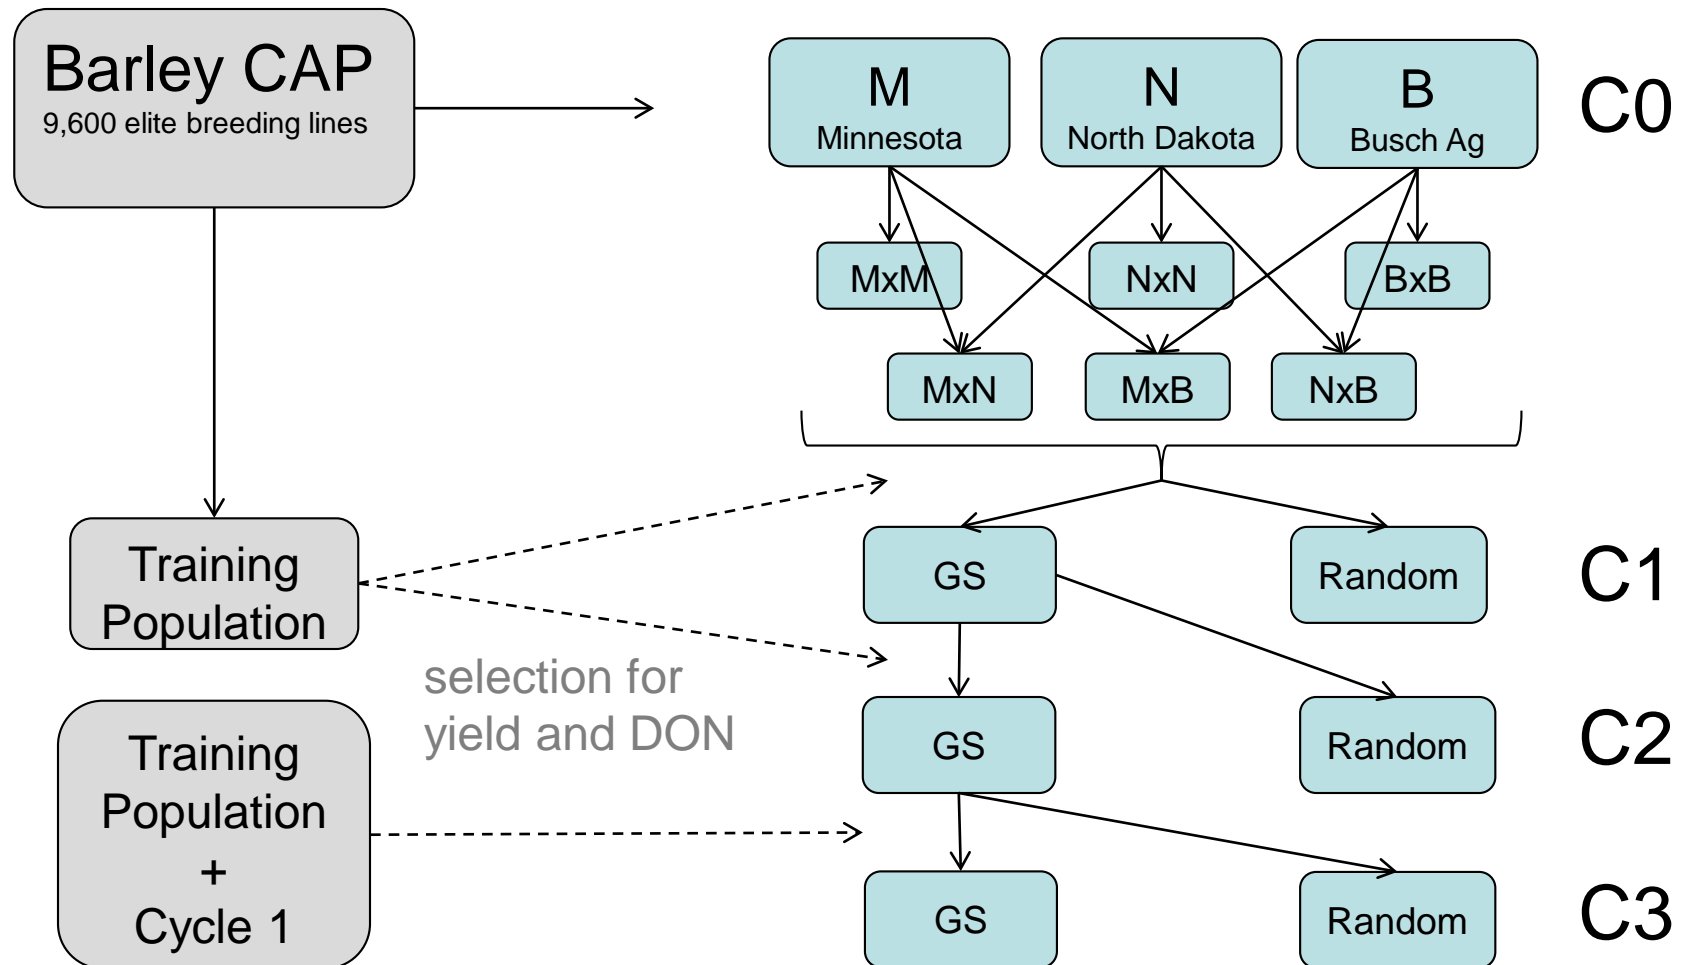 Barley CAP
9,600 elite breeding lines
M
Minnesota
N
North Dakota
B
Busch Ag
C0
MxM
NxN
BxB
MxN
MxB
NxB
Training
Population
GS
Random
C1
selection for
yield and DON
GS
Random
C2
Training
Population
+
Cycle 1
GS
Random
C3